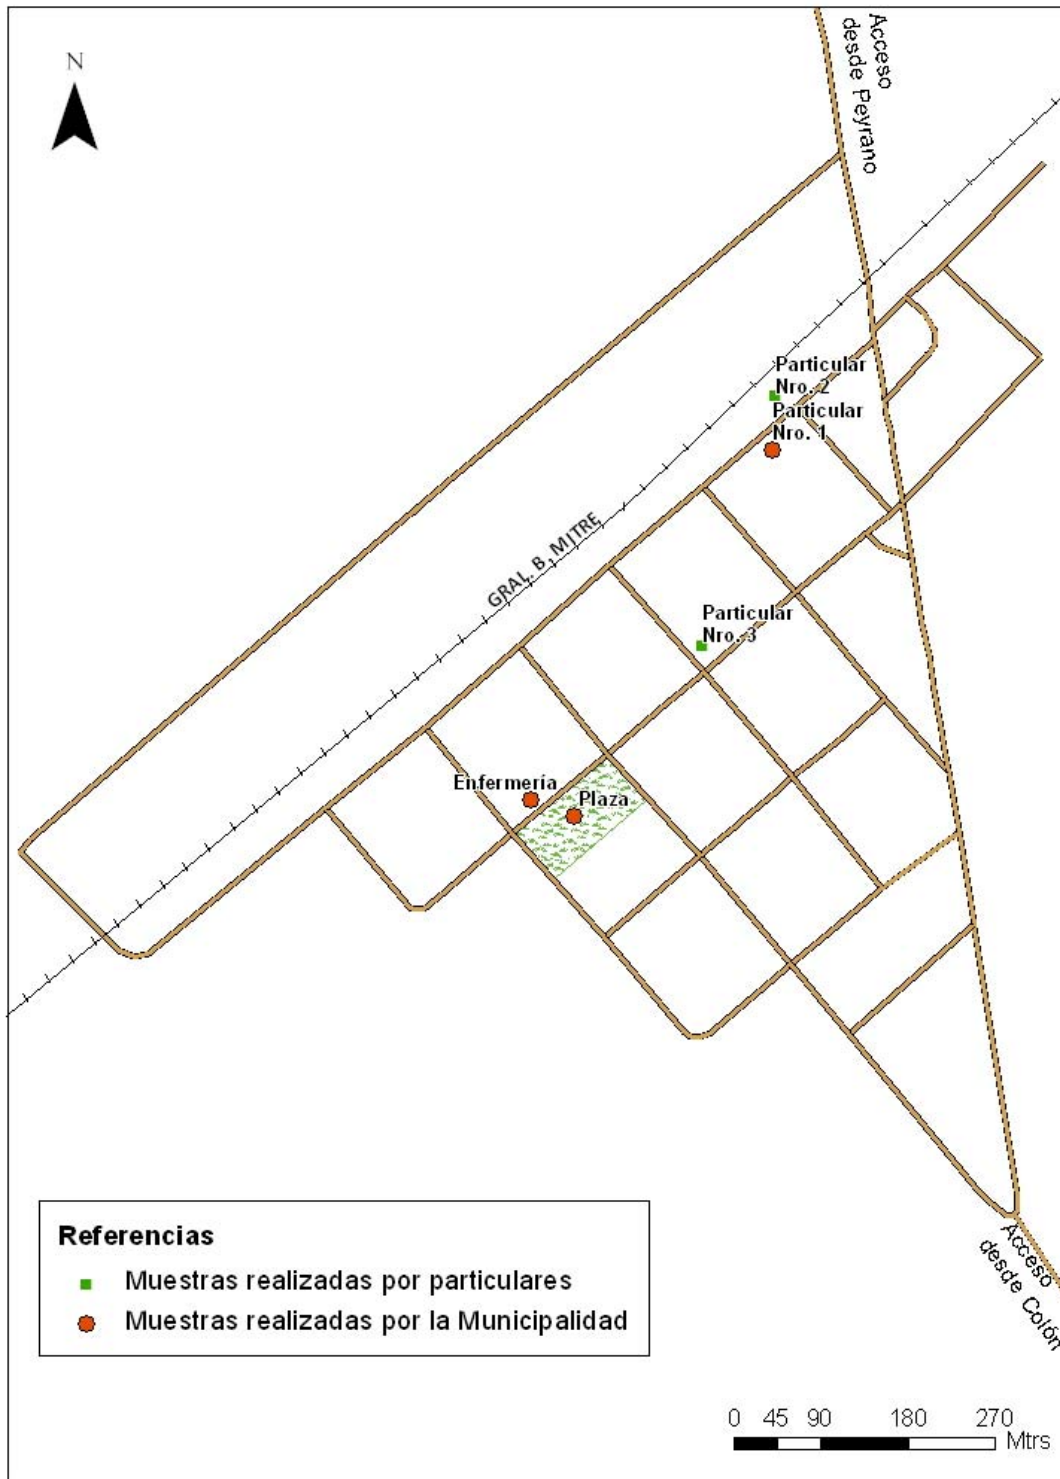 N
Acceso
desde Peyrano
Particular
Nro. 2
Particular
Nro. 1
GRAL. B. MITRE
Particular
Nro. 3
Enfermería
Plaza
Referencias
Muestras realizadas por particulares
Muestras realizadas por la Municipalidad
Acceso
desde Colón
0 45 90 180 270
Mtrs